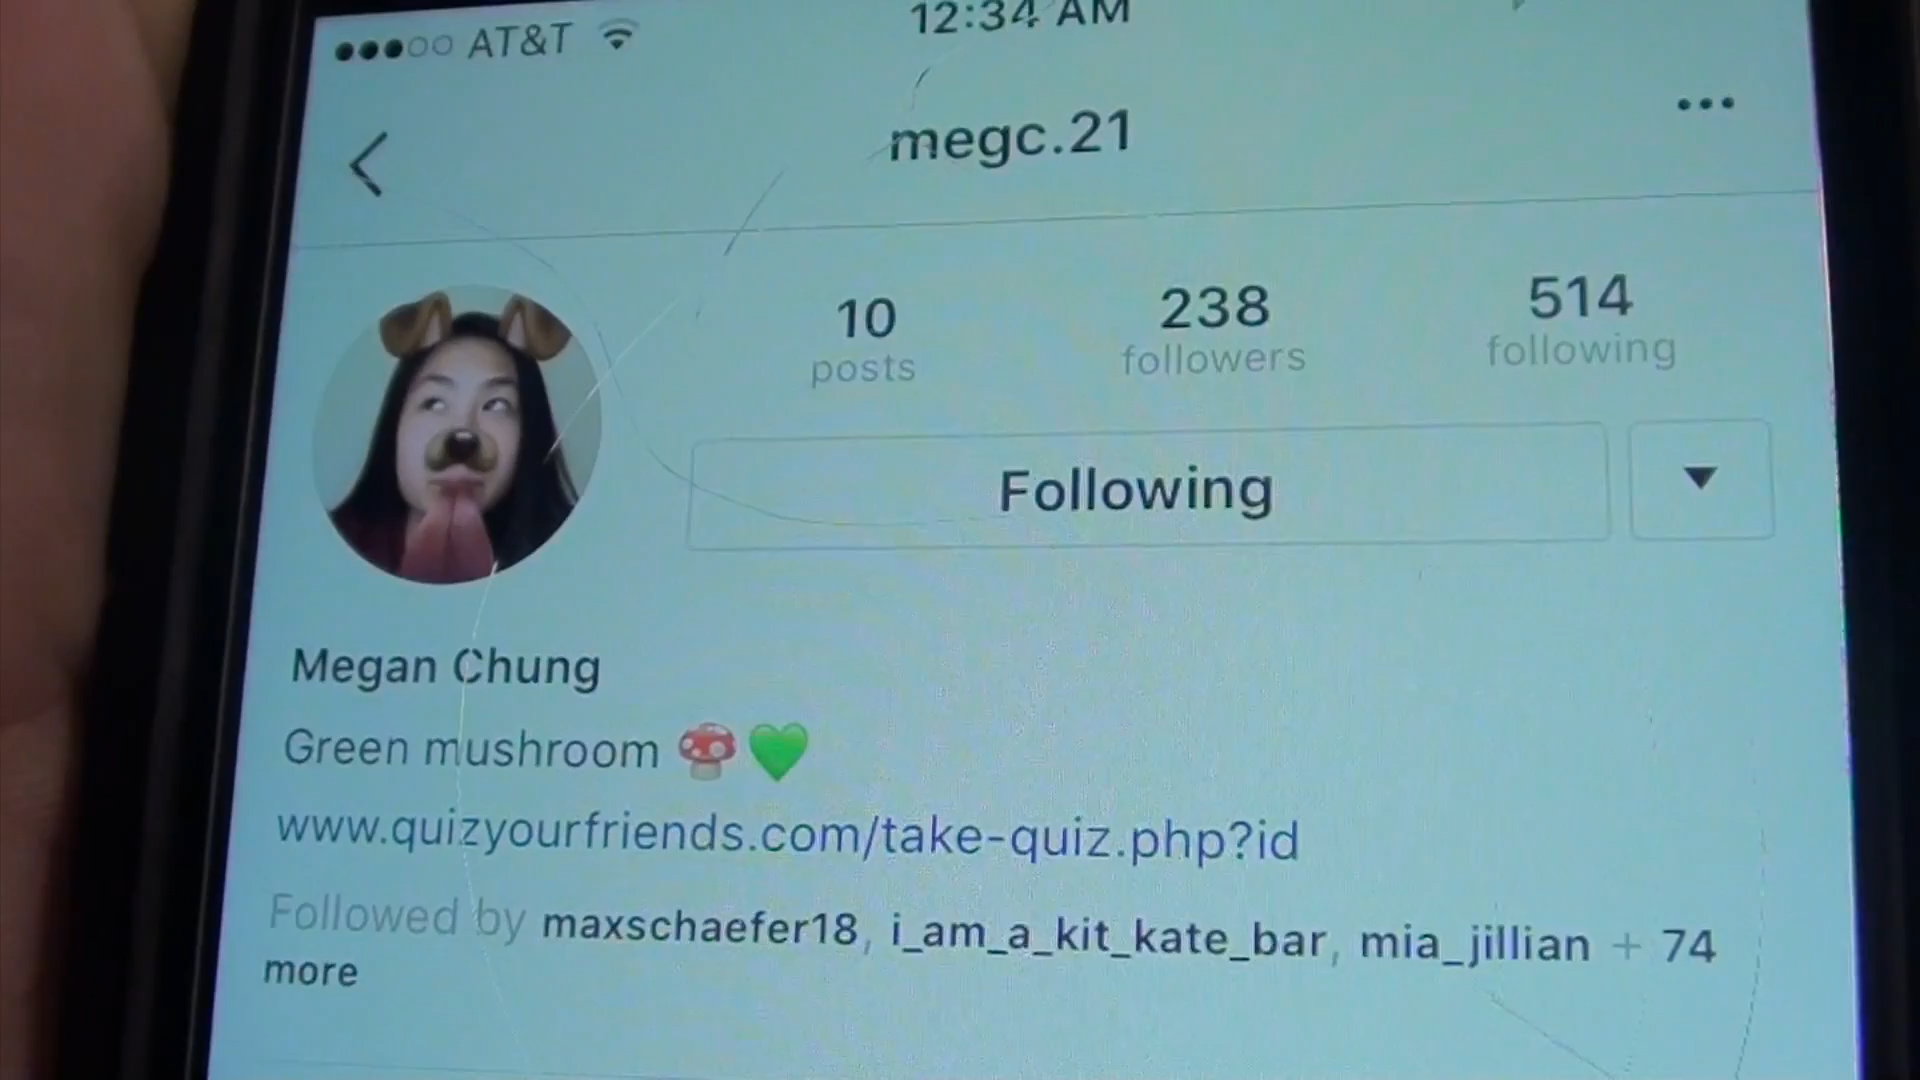 AT&T 12:34 AM
megc.21
10 238 514
posts followers following
Following
Megan Chung
Green mushroom 🍄💚
www.quizyourfriends.com/take-quiz.php?id
Followed by maxschaefer18, i_am_a_kit_kate_bar, mia_jillian + 74
more